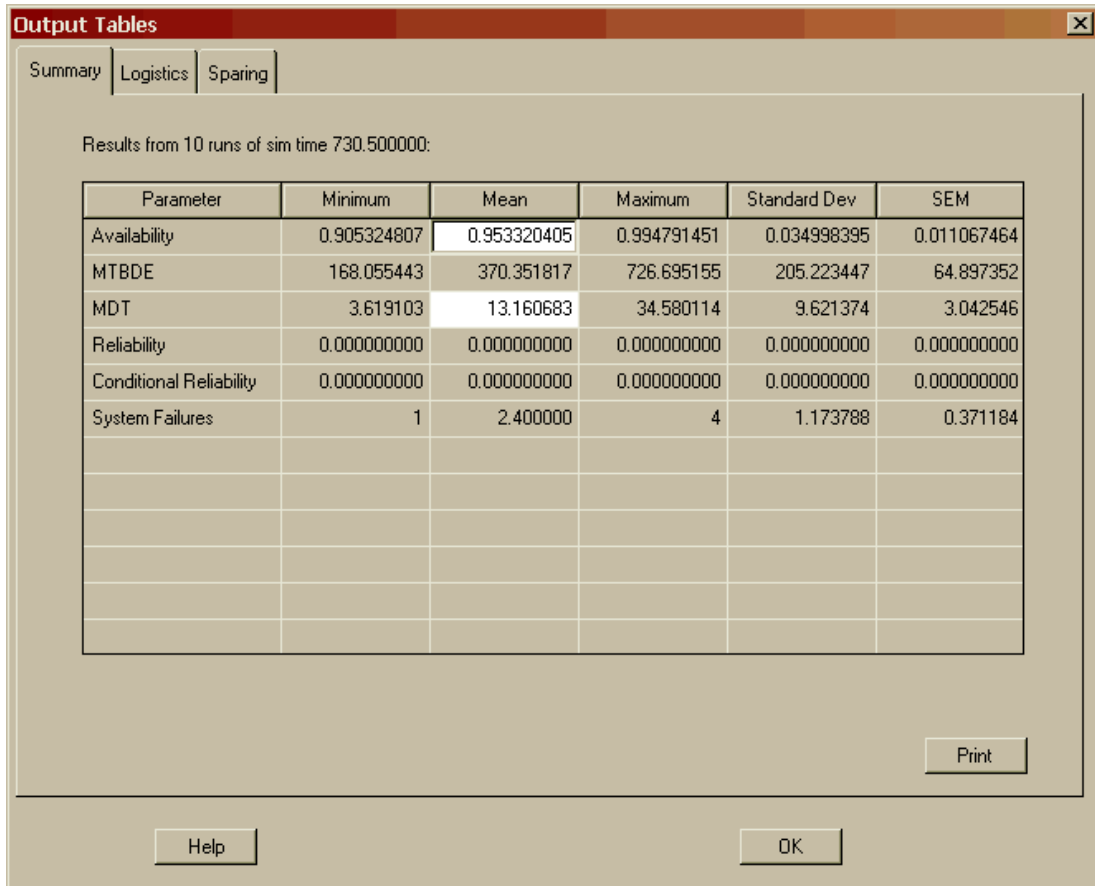 Output Tables
Summary Logistics Sparing
Results from 10 runs of sim time 730.500000:
Parameter Minimum Mean Maximum Standard Dev SEM
Availability 0.905324807 0.953320405 0.994791451 0.034998395 0.011067464
MTBDE 168.055443 370.351817 726.695155 205.223447 64.897352
MDT 3.619103 13.160683 34.580114 9.621374 3.042546
Reliability 0.000000000 0.000000000 0.000000000 0.000000000 0.000000000
Conditional Reliability 0.000000000 0.000000000 0.000000000 0.000000000 0.000000000
System Failures 1 2.400000 4 1.173788 0.371184
Print
Help OK